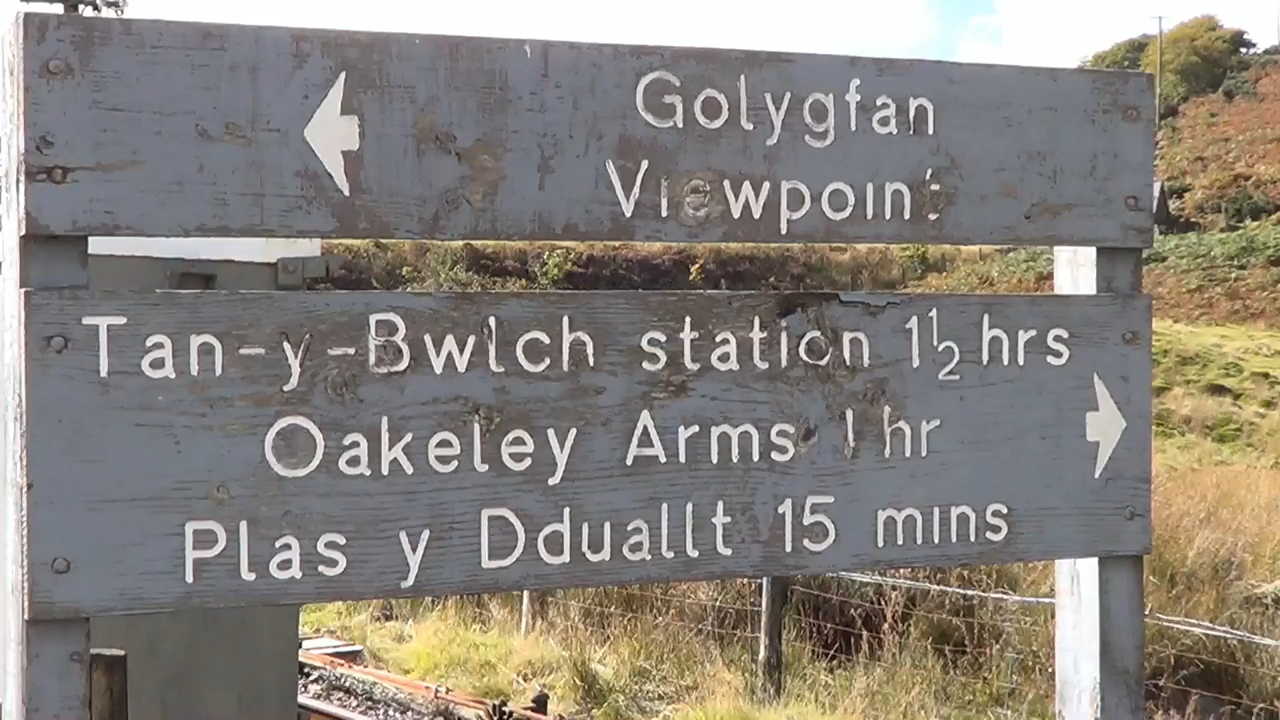 Golygfan
Viewpoint
Tan-y-Bwlch station 1½ hrs
Oakeley Arms 1 hr
Plas y Dduallt 15 mins